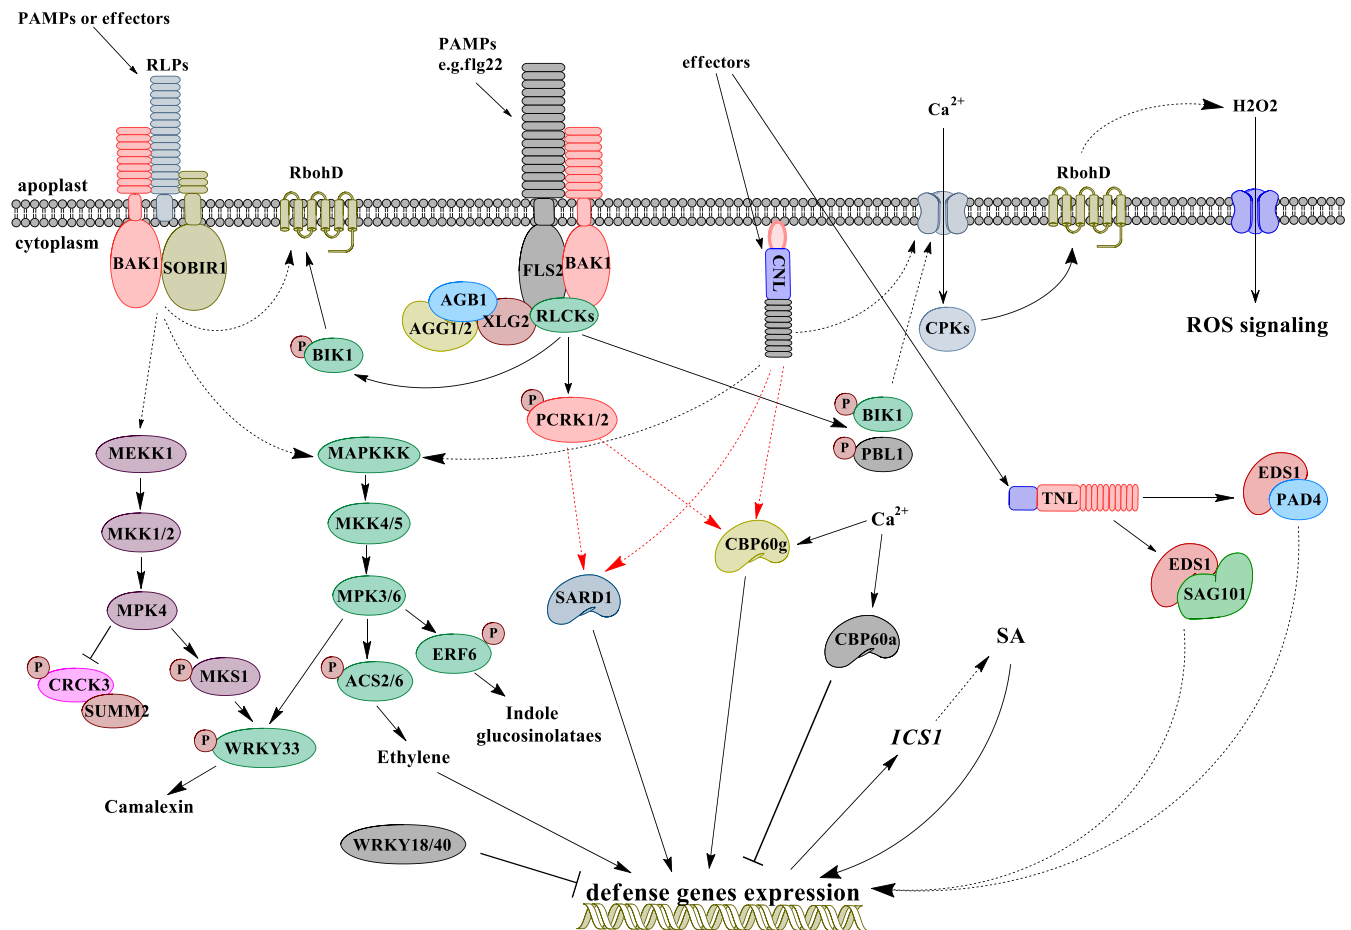 PAMPs or effectors
RLPs
PAMPs
e.g.flg22
effectors
Ca2+
H2O2
RbohD
RbohD
apoplast
cytoplasm
BAK1
SOBIR1
FLS2
BAK1
CNL
AGB1
AGG1/2
XLG2
RLCKs
CPKs
ROS signaling
P
BIK1
P
PCRK1/2
P
BIK1
P
PBL1
MEKK1
MAPKKK
EDS1
PAD4
TNL
MKK1/2
MKK4/5
CBP60g
Ca2+
EDS1
SAG101
MPK4
MPK3/6
SARD1
CBP60a
SA
P
CRCK3
SUMM2
P
MKS1
P
ACS2/6
P
ERF6
Indole
glucosinolataes
P
WRKY33
Ethylene
ICS1
Camalexin
WRKY18/40
defense genes expression